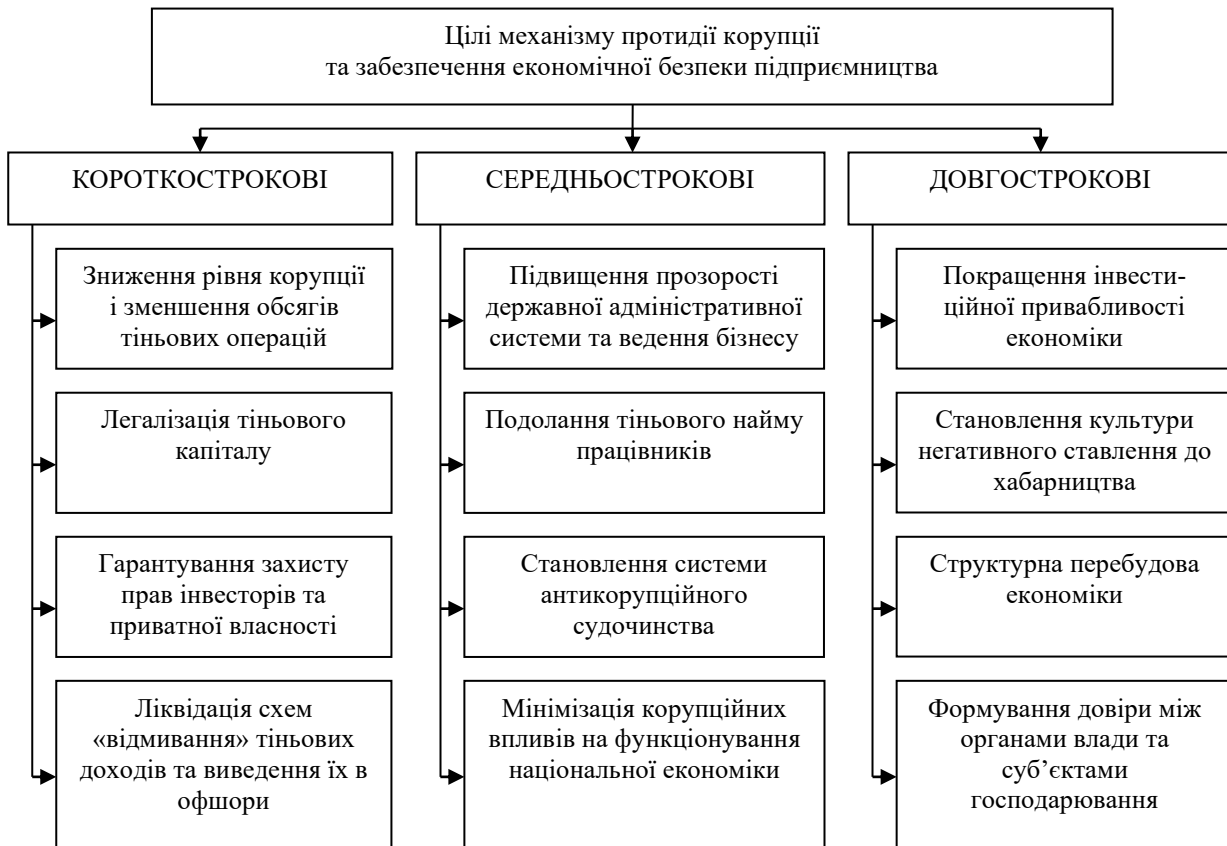 Цілі механізму протидії корупції
та забезпечення економічної безпеки підприємництва
КОРОТКОСТРОКОВІ
Зниження рівня корупції
і зменшення обсягів
тіньових операцій
Легалізація тіньового
капіталу
Гарантування захисту
прав інвесторів та
приватної власності
Ліквідація схем
«відмивання» тіньових
доходів та виведення їх в
офшори
СЕРЕДНЬОСТРОКОВІ
Підвищення прозорості
державної адміністративної
системи та ведення бізнесу
Подолання тіньового найму
працівників
Становлення системи
антикорупційного
судочинства
Мінімізація корупційних
впливів на функціонування
національної економіки
ДОВГОСТРОКОВІ
Покращення інвести-
ційної привабливості
економіки
Становлення культури
негативного ставлення до
хабарництва
Структурна перебудова
економіки
Формування довіри між
органами влади та
суб’єктами
господарювання